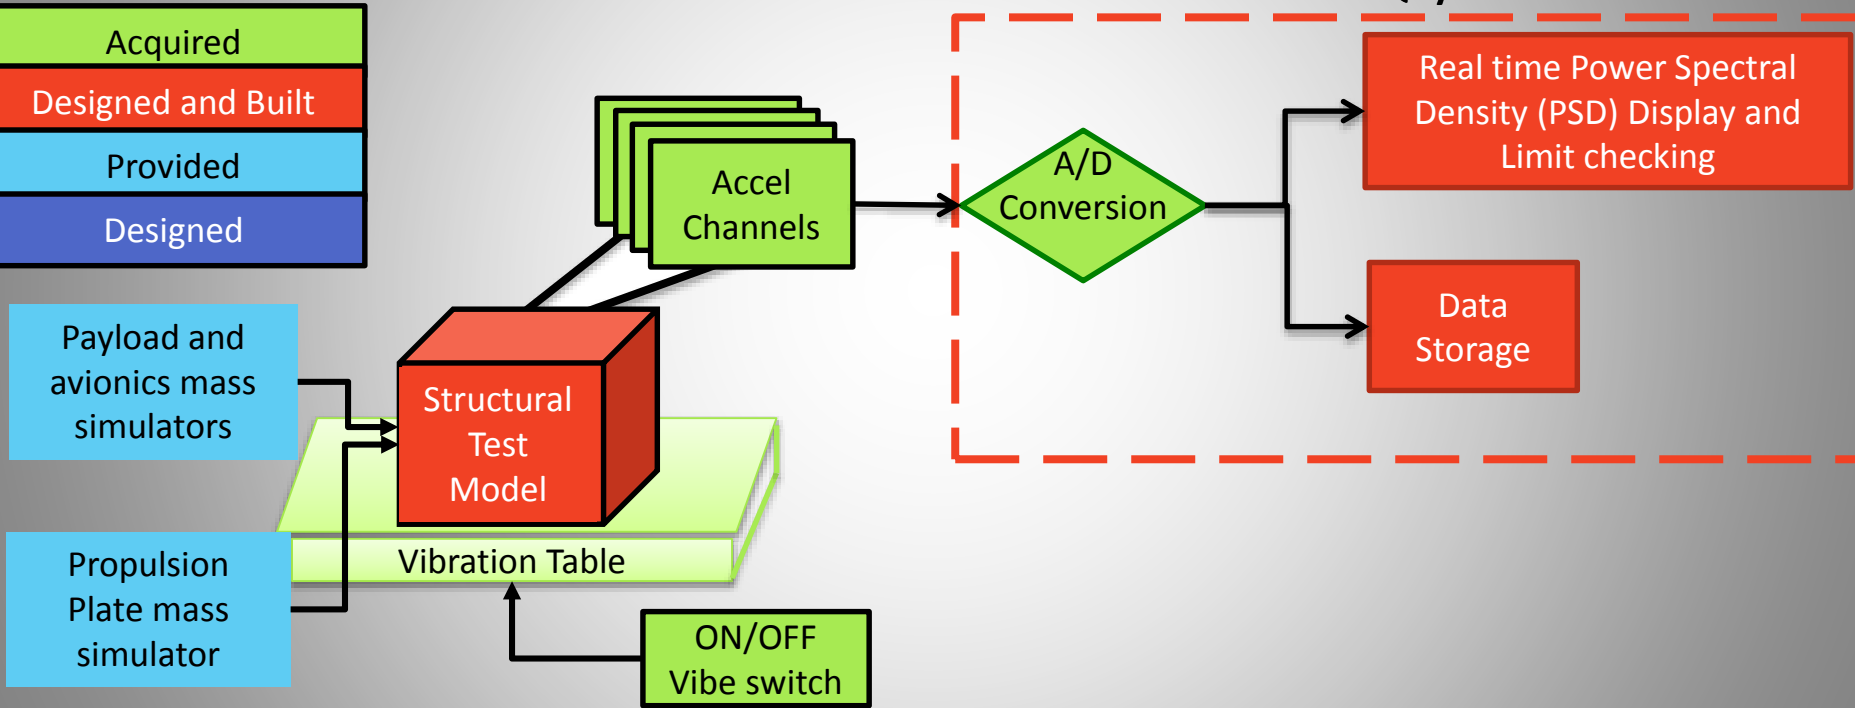 Acquired
Designed and Built
Provided
Designed
Accel
Channels
A/D
Conversion
Real time Power Spectral
Density (PSD) Display and
Limit checking
Data
Storage
Payload and
avionics mass
simulators
Structural
Test
Model
Propulsion
Plate mass
simulator
Vibration Table
ON/OFF
Vibe switch